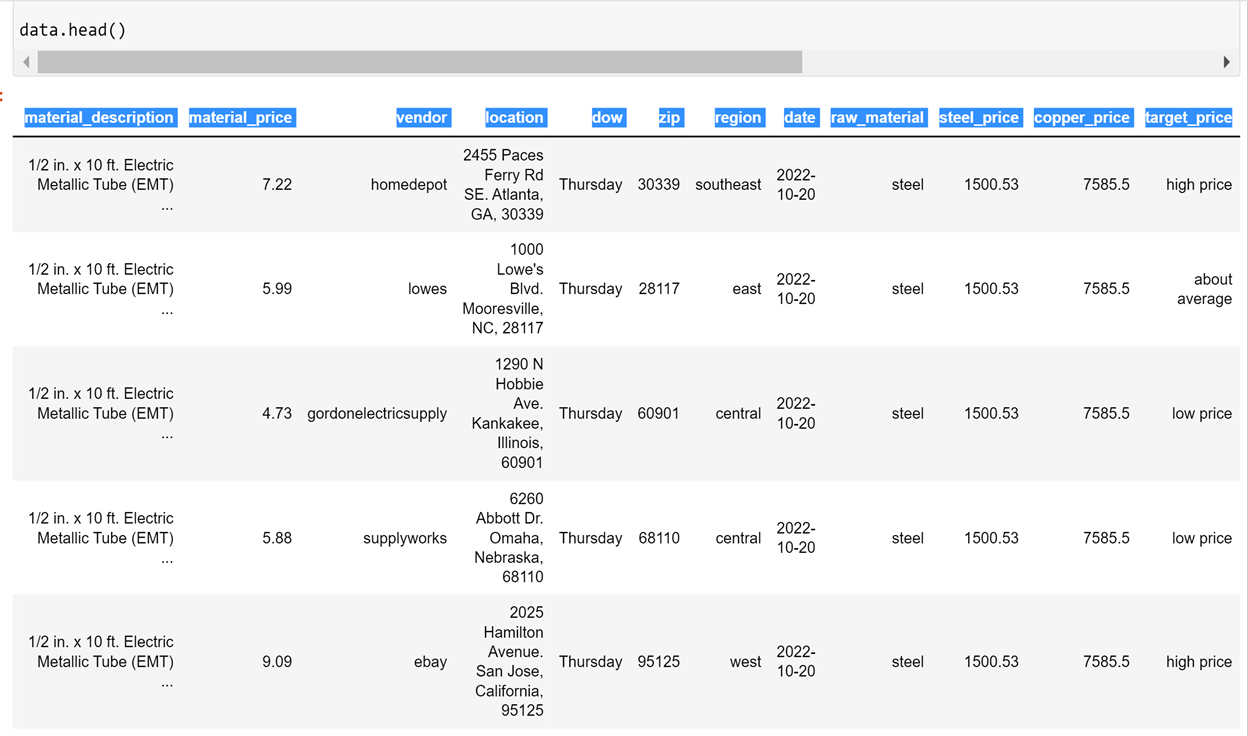 data.head()
material_description material_price vendor location dow zip region date raw_material steel_price copper_price target_price
1/2 in. x 10 ft. Electric Metallic Tube (EMT) ... 7.22 homedepot 2455 Paces Ferry Rd SE. Atlanta, GA, 30339 Thursday 30339 southeast 2022-10-20 steel 1500.53 7585.5 high price
1/2 in. x 10 ft. Electric Metallic Tube (EMT) ... 5.99 lowes 1000 Lowe's Blvd. Mooresville, NC, 28117 Thursday 28117 east 2022-10-20 steel 1500.53 7585.5 about average
1/2 in. x 10 ft. Electric Metallic Tube (EMT) ... 4.73 gordonelectricsupply 1290 N Hobbie Ave. Kankakee, Illinois, 60901 Thursday 60901 central 2022-10-20 steel 1500.53 7585.5 low price
1/2 in. x 10 ft. Electric Metallic Tube (EMT) ... 5.88 supplyworks 6260 Abbott Dr. Omaha, Nebraska, 68110 Thursday 68110 central 2022-10-20 steel 1500.53 7585.5 low price
1/2 in. x 10 ft. Electric Metallic Tube (EMT) ... 9.09 ebay 2025 Hamilton Avenue. San Jose, California, 95125 Thursday 95125 west 2022-10-20 steel 1500.53 7585.5 high price